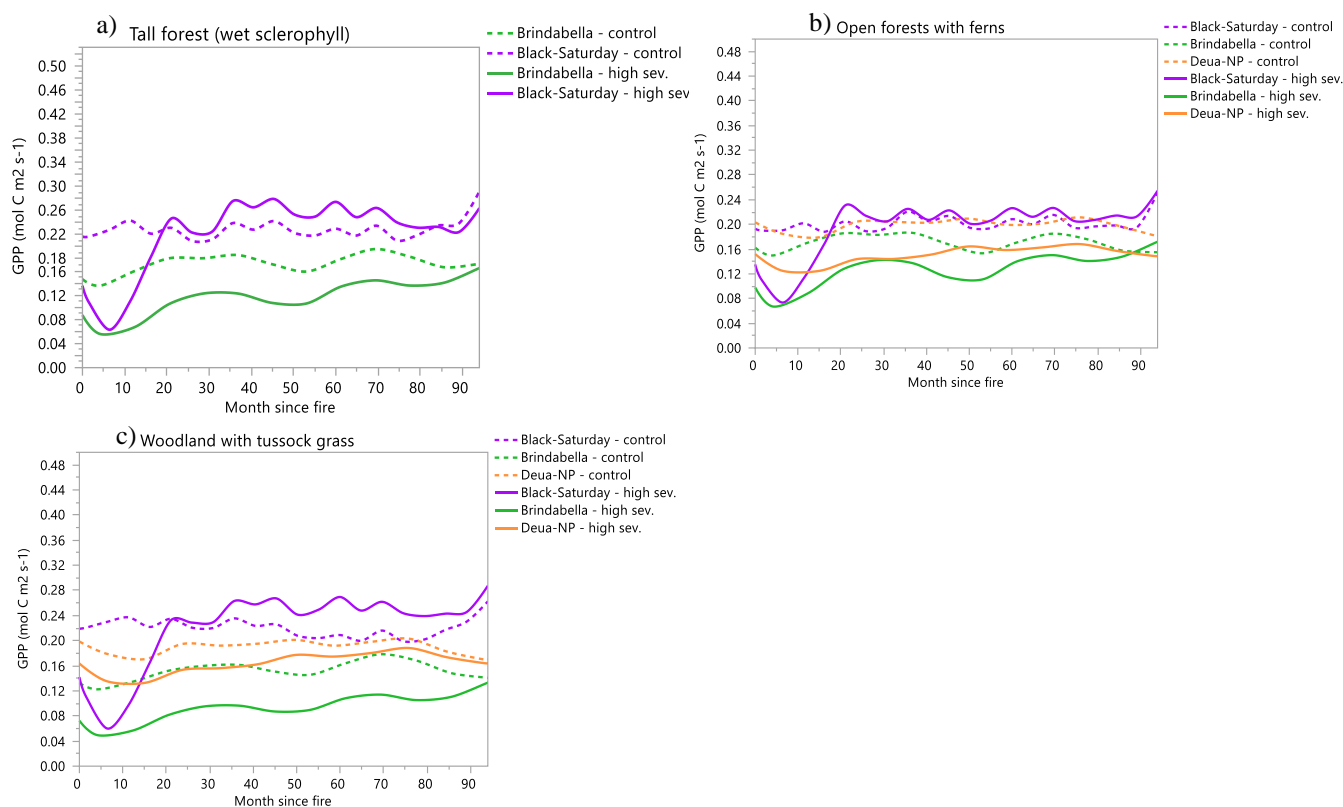 a) Tall forest (wet sclerophyll)
Brindabella - control
Black-Saturday - control
Brindabella - high sev.
Black-Saturday - high sev
GPP (mol C m2 s-1)
0.50
0.46
0.42
0.38
0.34
0.30
0.26
0.22
0.18
0.16
0.12
0.08
0.04
0.00
0 10 20 30 40 50 60 70 80 90
Month since fire
b) Open forests with ferns
Black-Saturday - control
Brindabella - control
Deua-NP - control
Black-Saturday - high sev.
Brindabella - high sev.
Deua-NP - high sev.
GPP (mol C m2 s-1)
0.48
0.44
0.40
0.36
0.32
0.28
0.24
0.20
0.16
0.12
0.08
0.04
0.00
0 10 20 30 40 50 60 70 80 90
Month since fire
c) Woodland with tussock grass
Black-Saturday - control
Brindabella - control
Deua-NP - control
Black-Saturday - high sev.
Brindabella - high sev.
Deua-NP - high sev.
GPP (mol C m2 s-1)
0.48
0.44
0.40
0.36
0.32
0.28
0.24
0.20
0.16
0.12
0.08
0.04
0.00
0 10 20 30 40 50 60 70 80 90
Month since fire